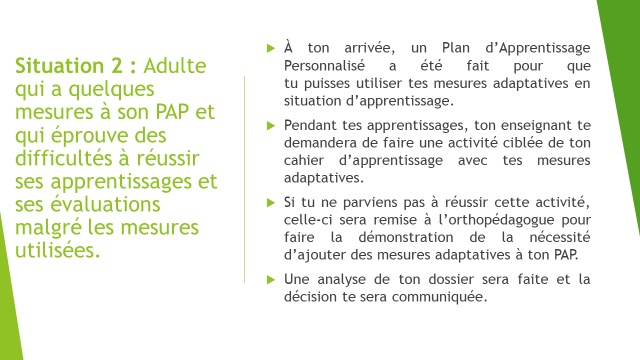 Situation 2 : Adulte
qui a quelques
mesures à son PAP et
qui éprouve des
difficultés à réussir
ses apprentissages et
ses évaluations
malgré les mesures
utilisées.
À ton arrivée, un Plan d’Apprentissage
Personnalisé a été fait pour que
tu puisses utiliser tes mesures adaptatives en
situation d’apprentissage.
Pendant tes apprentissages, ton enseignant te
demandera de faire une activité ciblée de ton
cahier d’apprentissage avec tes mesures
adaptatives.
Si tu ne parviens pas à réussir cette activité,
celle-ci sera remise à l’orthopédagogue pour
faire la démonstration de la nécessité
d’ajouter des mesures adaptatives à ton PAP.
Une analyse de ton dossier sera faite et la
décision te sera communiquée.